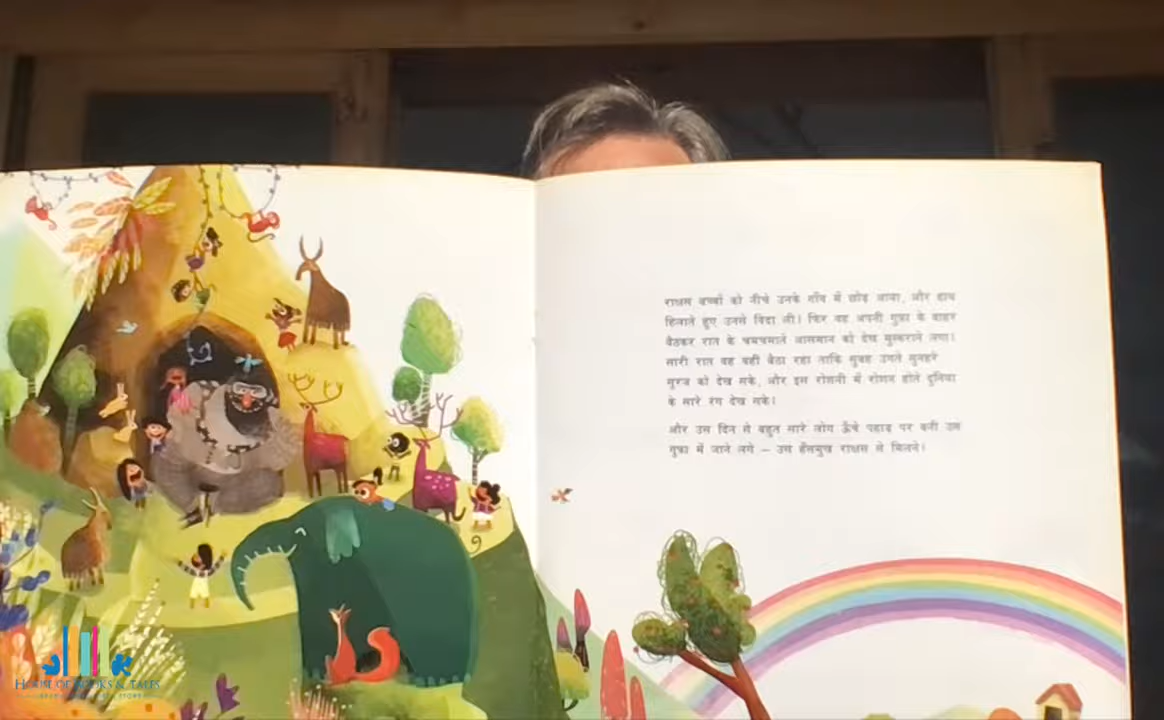 राक्षस बच्चों को नीचे उनके गाँव में छोड़ आया, और हाथ
हिलाते हुए उनसे विदा ली। फिर वह अपनी गुफ़ा के बाहर
बैठकर रात के चमचमाते आसमान को देख मुस्कराने लगा।
सारी रात वह वहीं बैठा रहा ताकि सुबह उगते सुनहरे
सूरज को देख सके, और इस रोशनी में रोशन होते दुनिया
के सारे रंग देख सके।
और उस दिन से बहुत सारे लोग ऊँचे पहाड़ पर बनी उस
गुफ़ा में जाने लगे – उस हँसमुख राक्षस से मिलने।
HOUSE OF BOOKS & TALES